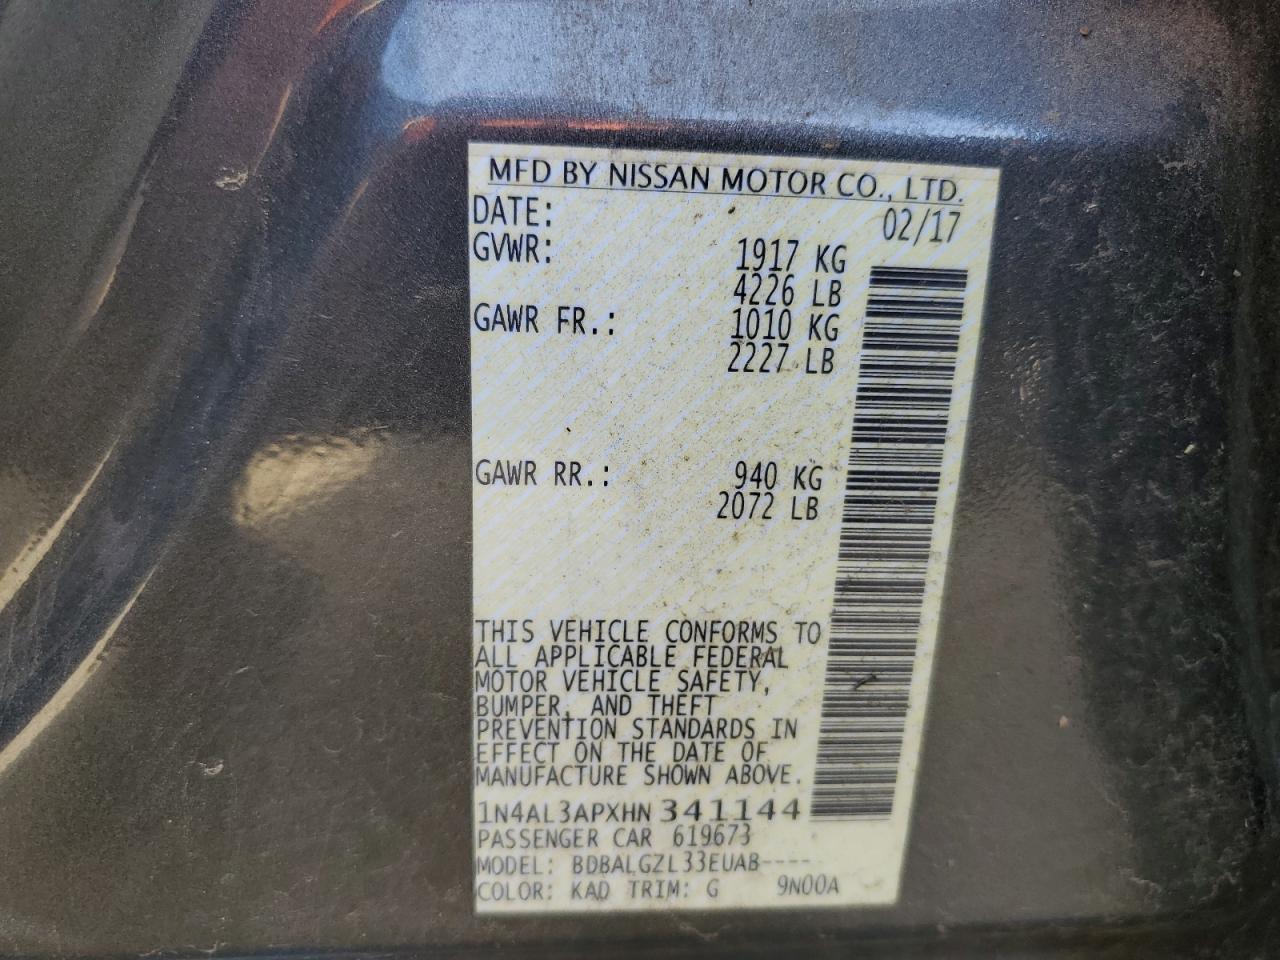 MFD BY NISSAN MOTOR CO., LTD.
DATE: 02/17
GVWR: 1917 KG
4226 LB
GAWR FR.: 1010 KG
2227 LB
GAWR RR.: 940 KG
2072 LB
THIS VEHICLE CONFORMS TO
ALL APPLICABLE FEDERAL
MOTOR VEHICLE SAFETY,
BUMPER, AND THEFT
PREVENTION STANDARDS IN
EFFECT ON THE DATE OF
MANUFACTURE SHOWN ABOVE.
1N4AL3APXHN341144
PASSENGER CAR 619673
MODEL: BDBALGZL33EUAB----
COLOR: KAD TRIM: G 9N00A